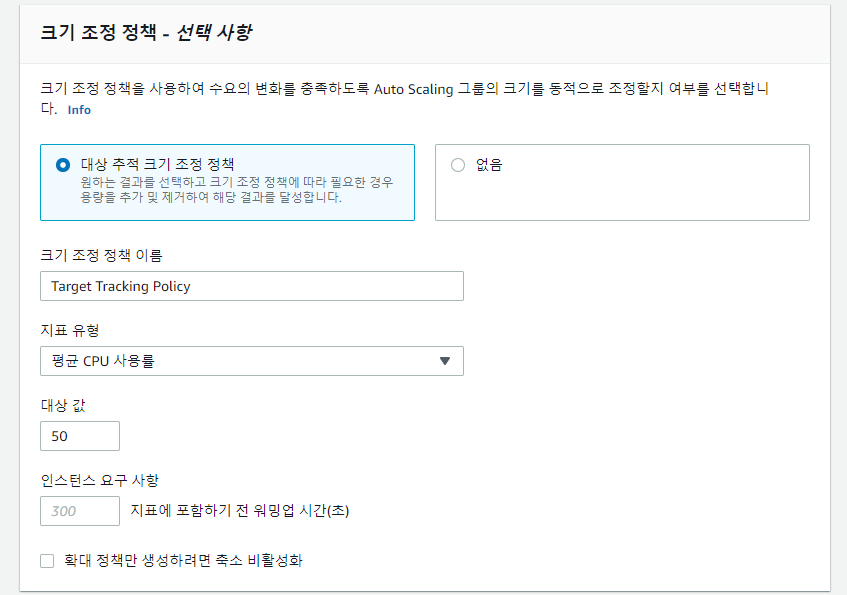 크기 조정 정책 - 선택 사항
크기 조정 정책을 사용하여 수요의 변화를 충족하도록 Auto Scaling 그룹의 크기를 동적으로 조정할지 여부를 선택합니
다. Info
대상 추적 크기 조정 정책
원하는 결과를 선택하고 크기 조정 정책에 따라 필요한 경우
용량을 추가 및 제거하여 해당 결과를 달성합니다.
없음
크기 조정 정책 이름
Target Tracking Policy
지표 유형
평균 CPU 사용률
대상 값
50
인스턴스 요구 사항
300 지표에 포함하기 전 워밍업 시간(초)
확대 정책만 생성하려면 축소 비활성화